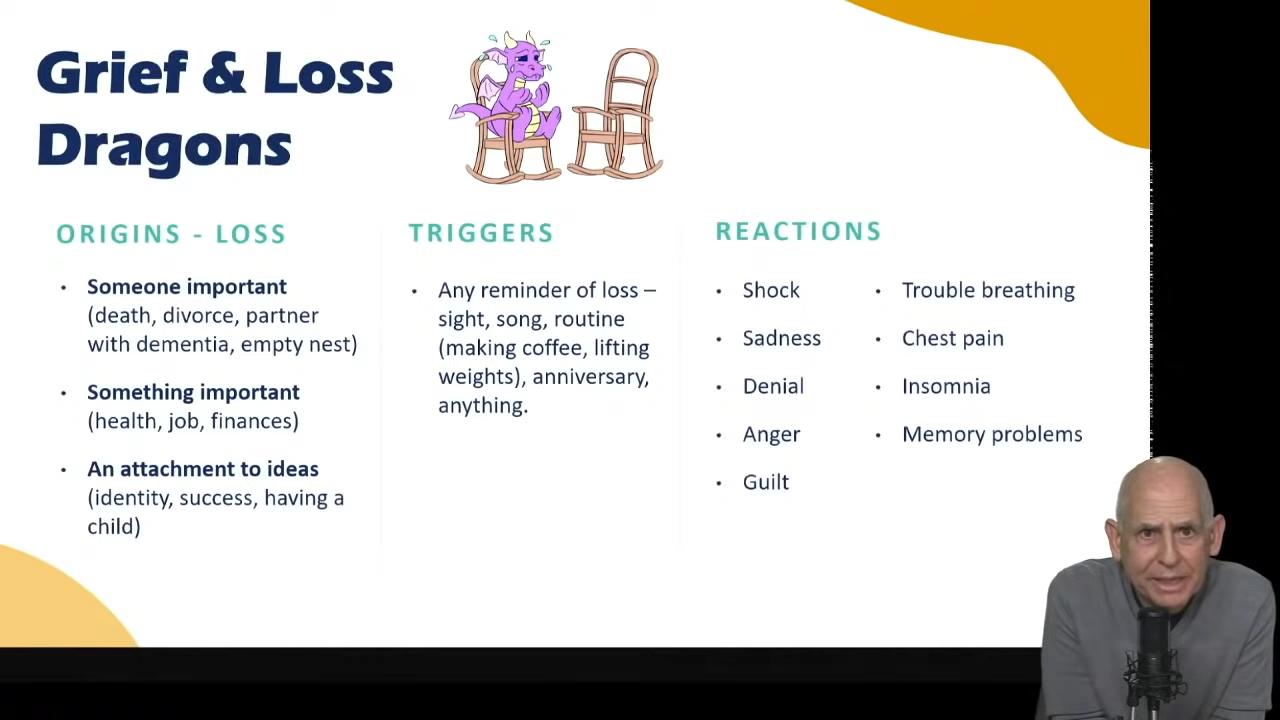 Grief & Loss
Dragons
ORIGINS - LOSS
• Someone important
(death, divorce, partner
with dementia, empty nest)
• Something important
(health, job, finances)
• An attachment to ideas
(identity, success, having a
child)
TRIGGERS
• Any reminder of loss –
sight, song, routine
(making coffee, lifting
weights), anniversary,
anything.
REACTIONS
• Shock
• Sadness
• Denial
• Anger
• Guilt
• Trouble breathing
• Chest pain
• Insomnia
• Memory problems